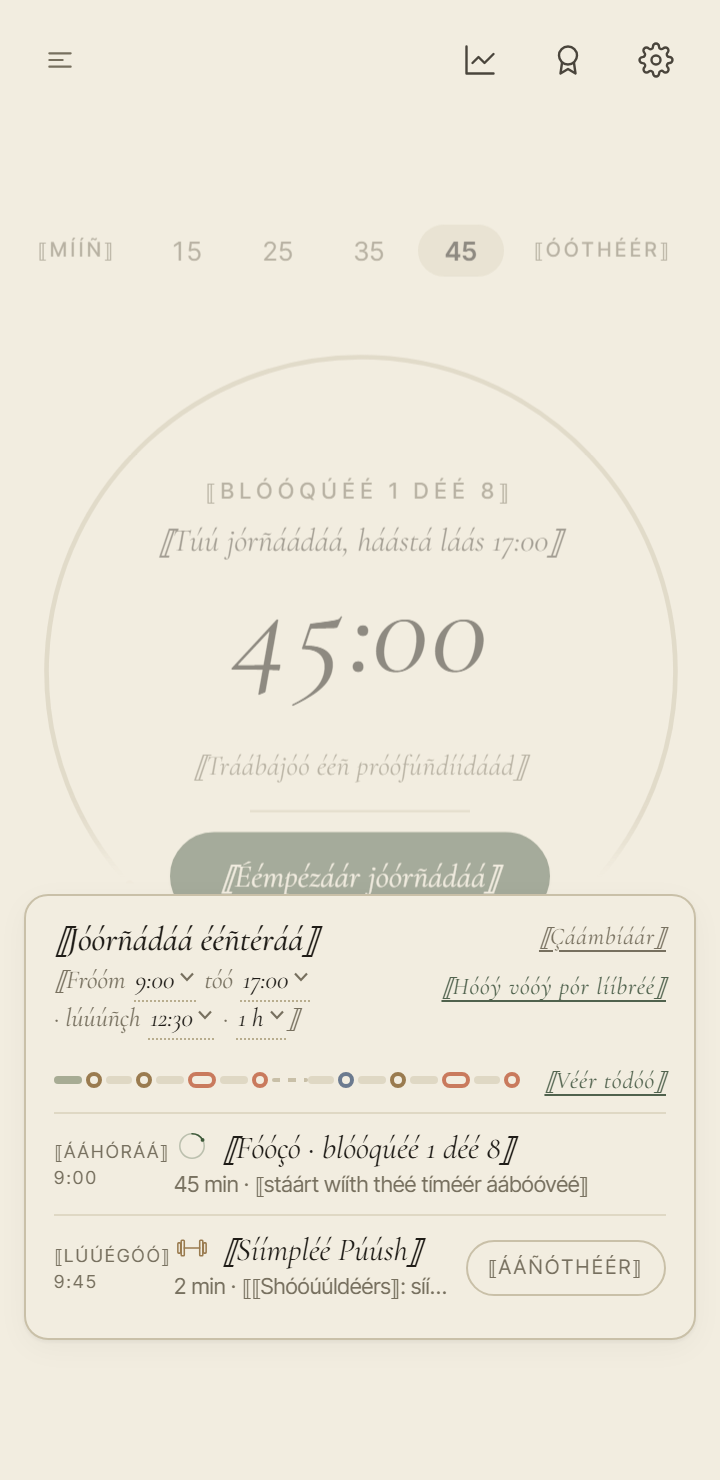 ⟦MÍÍÑ⟧ 15 25 35 45 ⟦ÓÓTHÉÉR⟧
⟦BLÓÓQÚÉÉ 1 DÉÉ 8⟧
⟦Túú jórñáádáá, háástá láás 17:00⟧
45:00
⟦Tráábájóó ééñ próófúñdíídáád⟧
⟦Éémpézáár jóórñádáá⟧
⟦Jóórñádáá ééñtéráá⟧ ⟦Çáámbíáár⟧
⟦Fróóm 9:00 tóó 17:00
⟦Hóóý vóóý pór lííbréé⟧
· lúúúñçh 12:30 · 1 h ⟧
⟦Véér tódóó⟧
⟦ÁÁHÓRÁÁ⟧ ⟦Fóóçó · blóóqúéé 1 déé 8⟧
9:00 45 min · ⟦stáárt wiíth théé tíméér áábóóvéé⟧
⟦LÚÚÉGÓÓ⟧ ⟦Síímpléé Púúsh⟧ ⟦ÁÁÑÓTHÉÉR⟧
9:45 2 min · ⟦⟦⟦Shóóúúldéérs⟧: síí...